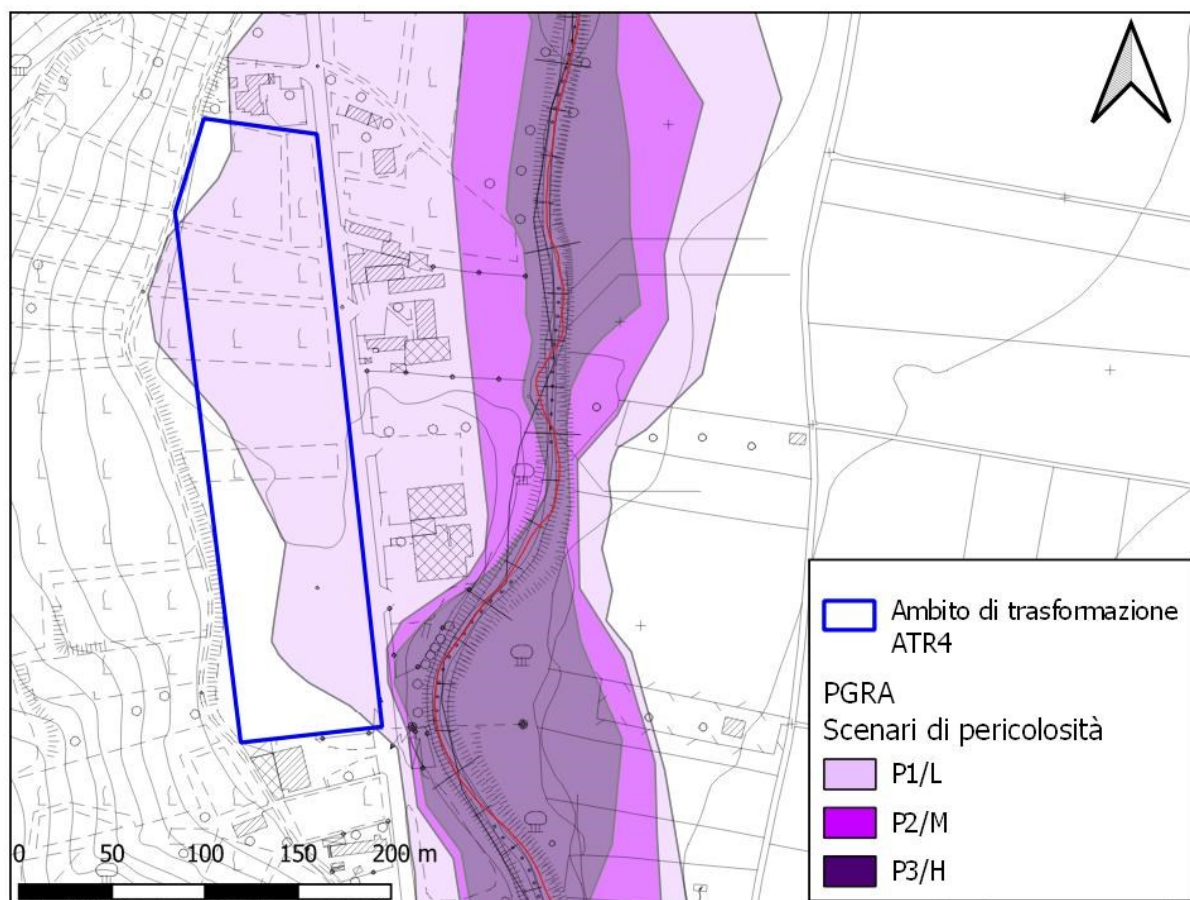 Ambito di trasformazione
ATR4
PGRA
Scenari di pericolosità
P1/L
P2/M
P3/H
0 50 100 150 200 m